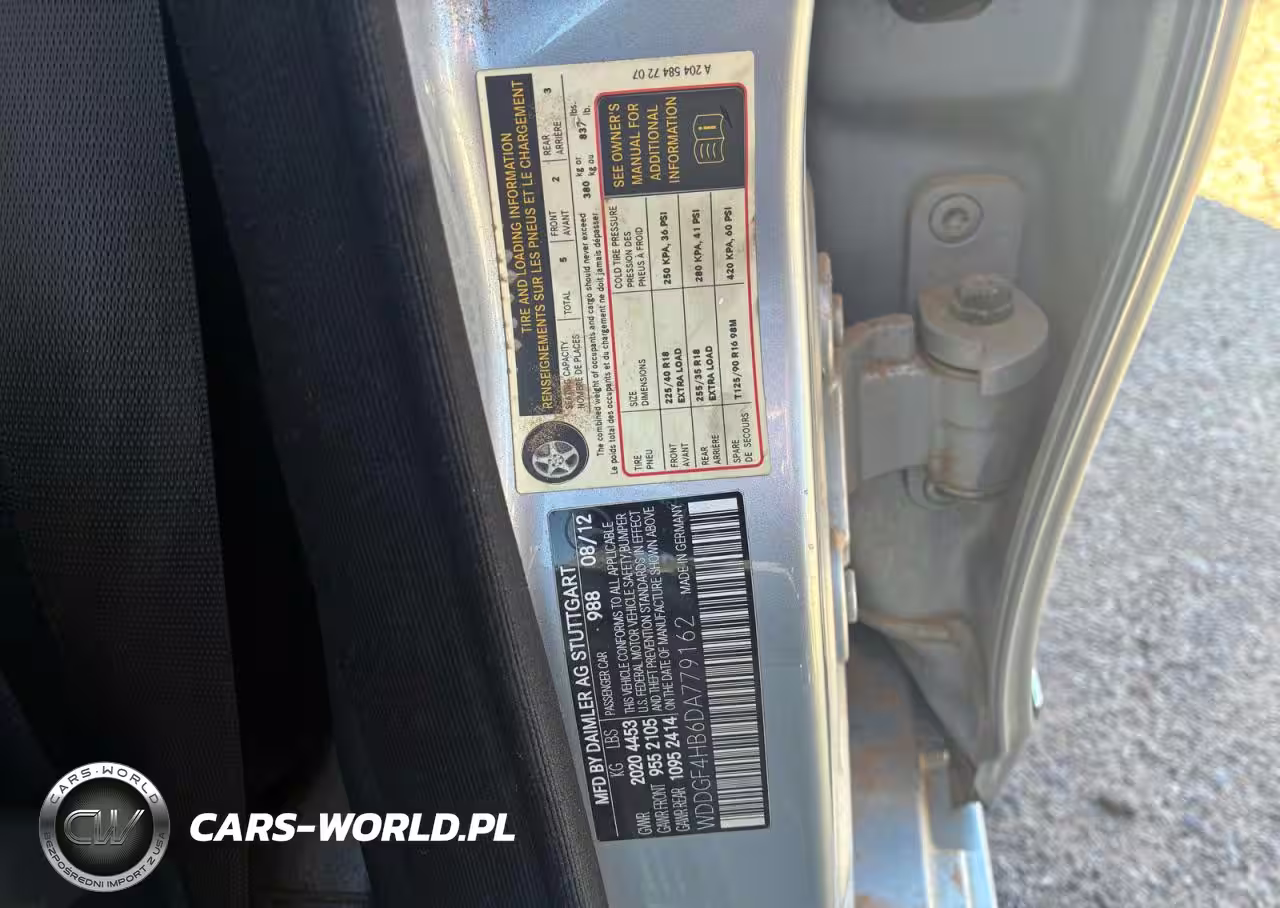 A 204 584 72 07
TIRE AND LOADING INFORMATION
RENSEIGNEMENTS SUR LES PNEUS ET LE CHARGEMENT
SEATING CAPACITY TOTAL 5 FRONT 2 REAR 3
NOMBRE DE PLACES: AVANT ARRIÈRE
The combined weight of occupants and cargo should never exceed 380 kg or 837 lbs.
Le poids total des occupants et du chargement ne doit jamais dépasser kg ou lb.
TIRE SIZE COLD TIRE PRESSURE
PNEU DIMENSIONS PRESSION DES
PNEUS À FROID
FRONT 225/40 R18 250 KPA, 36 PSI
AVANT EXTRA LOAD
REAR 255/35 R18 280 KPA, 41 PSI
ARRIÈRE EXTRA LOAD
SPARE T125/90 R16 98M 420 KPA, 60 PSI
DE SECOURS
SEE OWNER'S
MANUAL FOR
ADDITIONAL
INFORMATION
MFD BY DAIMLER AG STUTTGART 08/12
KG LBS PASSENGER CAR 988
GVWR 2020 4453 THIS VEHICLE CONFORMS TO ALL APPLICABLE
GAWR FRONT 955 2105 U.S. FEDERAL MOTOR VEHICLE SAFETY, BUMPER
GAWR REAR 1095 2414 AND THEFT PREVENTION STANDARDS IN EFFECT
ON THE DATE OF MANUFACTURE SHOWN ABOVE
WDDGF4HB6DA779162 MADE IN GERMANY
CARS-WORLD
CW
BEZPOŚREDNI IMPORT Z USA
CARS-WORLD.PL